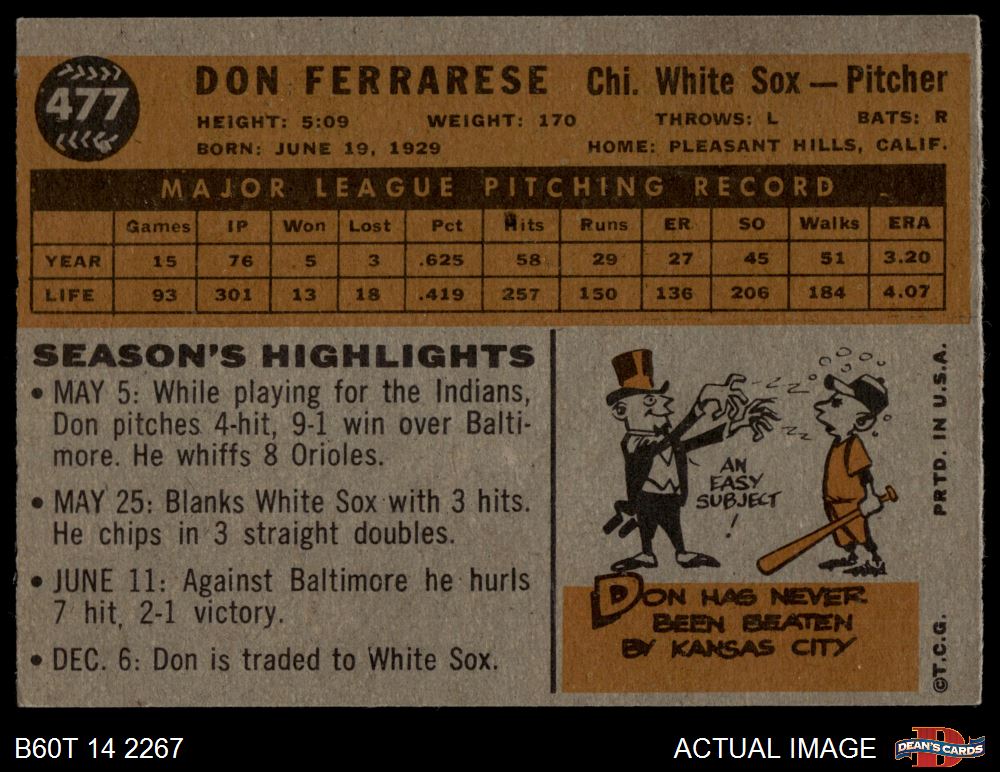 477
DON FERRARESE Chi. White Sox — Pitcher
HEIGHT: 5:09 WEIGHT: 170 THROWS: L BATS: R
BORN: JUNE 19, 1929 HOME: PLEASANT HILLS, CALIF.
MAJOR LEAGUE PITCHING RECORD
Games IP Won Lost Pct Hits Runs ER SO Walks ERA
YEAR 15 76 5 3 .625 58 29 27 45 51 3.20
LIFE 93 301 13 18 .419 257 150 136 206 184 4.07
SEASON'S HIGHLIGHTS
• MAY 5: While playing for the Indians,
Don pitches 4-hit, 9-1 win over Balti-
more. He whiffs 8 Orioles.
• MAY 25: Blanks White Sox with 3 hits.
He chips in 3 straight doubles.
• JUNE 11: Against Baltimore he hurls
7 hit, 2-1 victory.
• DEC. 6: Don is traded to White Sox.
AN
EASY
SUBJECT
!
DON HAS NEVER
BEEN BEATEN
BY KANSAS CITY
©T.C.G. PRTD. IN U.S.A.
B60T 14 2267
ACTUAL IMAGE
D
DEAN'S CARDS